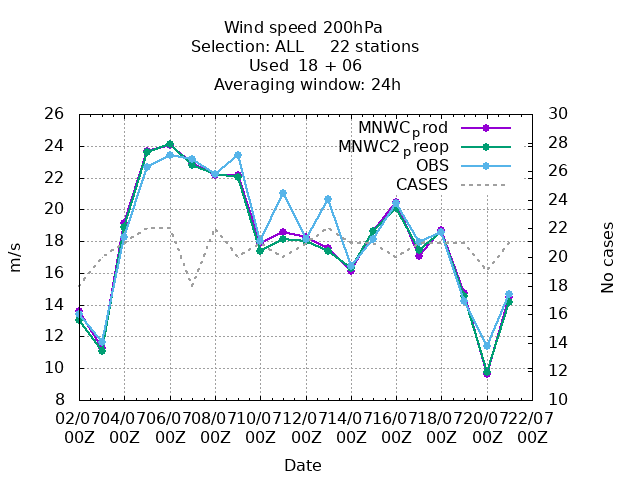 Wind speed 200hPa
Selection: ALL 22 stations
Used 18 + 06
Averaging window: 24h
MNWCprod
MNWC2preop
OBS
CASES
m/s
26
24
22
20
18
16
14
12
10
8
No cases
30
28
26
24
22
20
18
16
14
12
10
02/07 04/07 06/07 08/07 10/07 12/07 14/07 16/07 18/07 20/07 22/07
00Z 00Z 00Z 00Z 00Z 00Z 00Z 00Z 00Z 00Z 00Z
Date